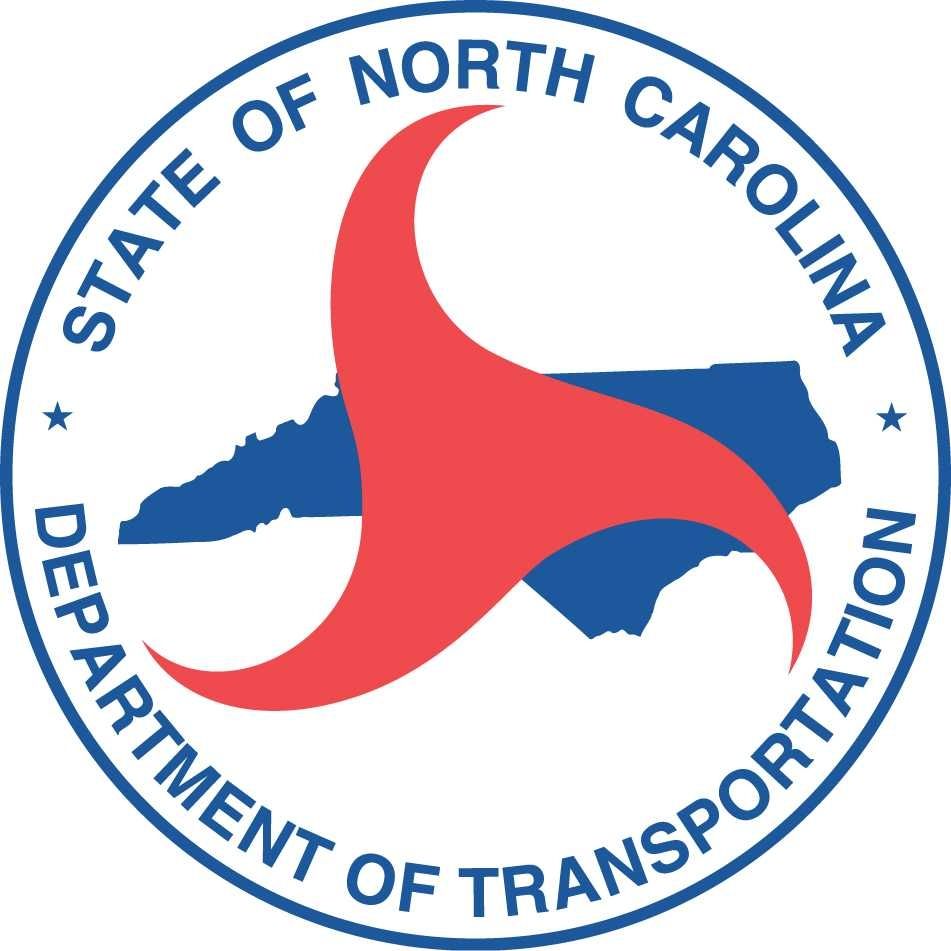 STATE OF NORTH CAROLINA
DEPARTMENT OF TRANSPORTATION